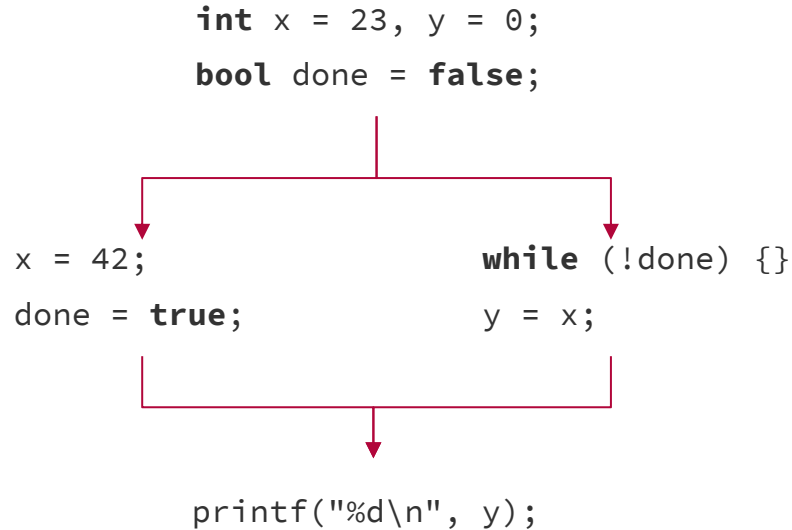 int x = 23, y = 0;
bool done = false;
x = 42;
done = true;
while (!done) {}
y = x;
printf("%d\n", y);